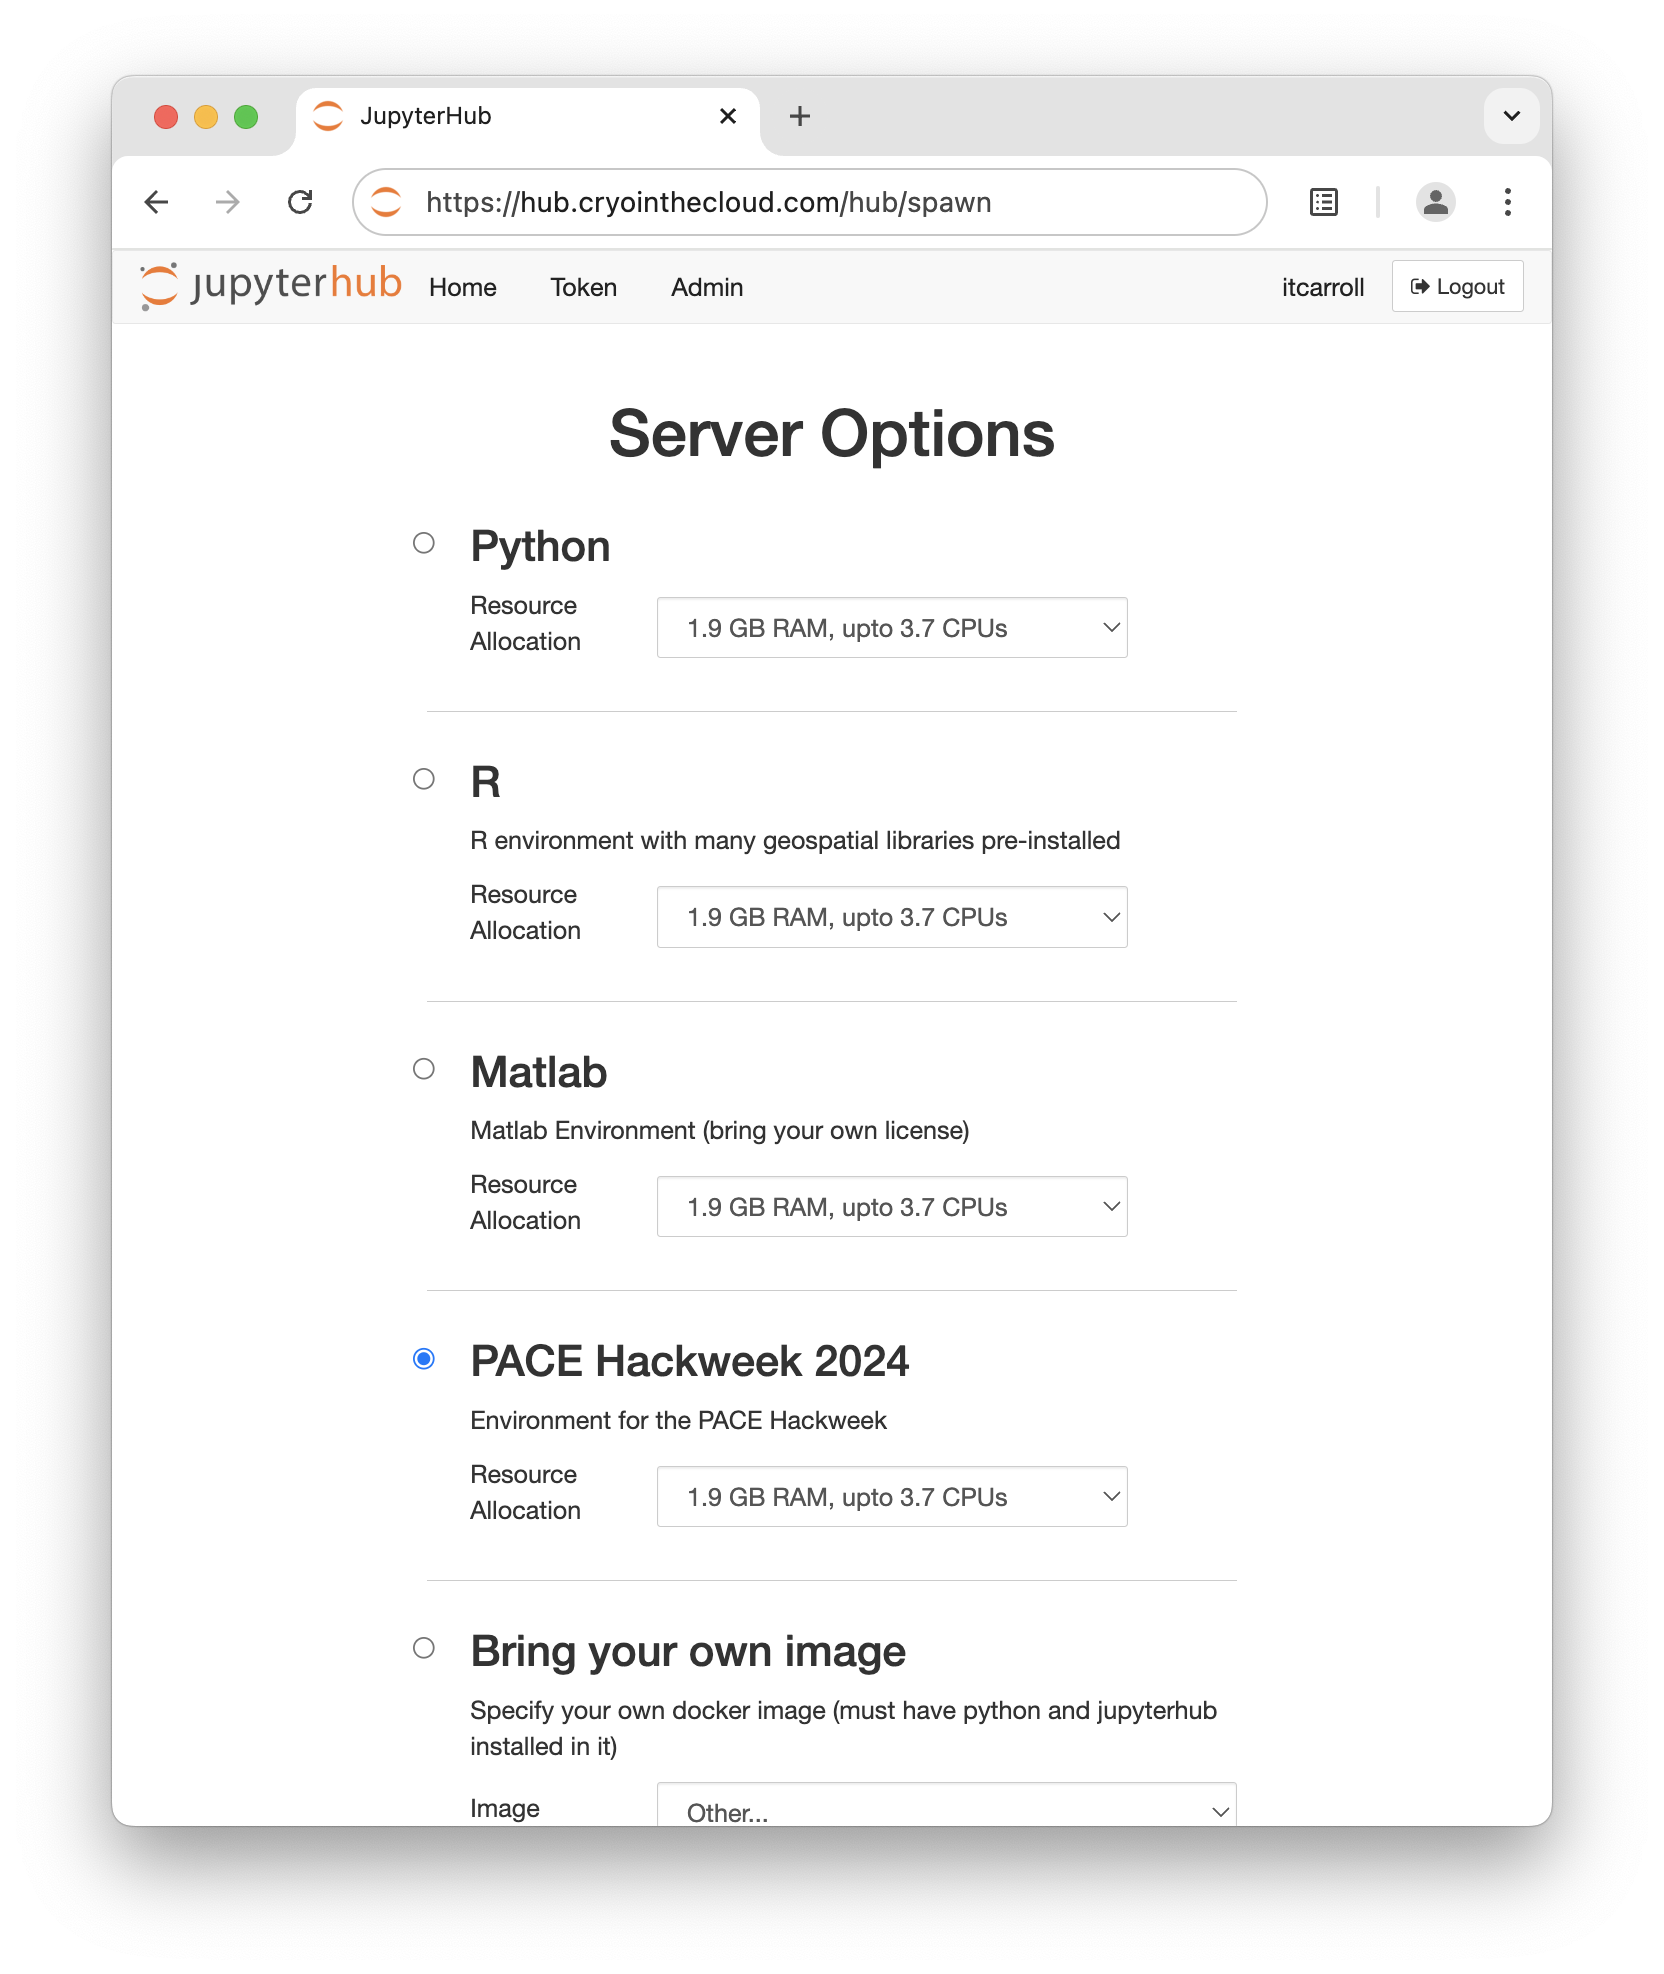 JupyterHub
https://hub.cryointhecloud.com/hub/spawn
jupyterhub Home Token Admin itcarroll Logout
Server Options
Python
Resource
Allocation
1.9 GB RAM, upto 3.7 CPUs
R
R environment with many geospatial libraries pre-installed
Resource
Allocation
1.9 GB RAM, upto 3.7 CPUs
Matlab
Matlab Environment (bring your own license)
Resource
Allocation
1.9 GB RAM, upto 3.7 CPUs
PACE Hackweek 2024
Environment for the PACE Hackweek
Resource
Allocation
1.9 GB RAM, upto 3.7 CPUs
Bring your own image
Specify your own docker image (must have python and jupyterhub
installed in it)
Image
Other...